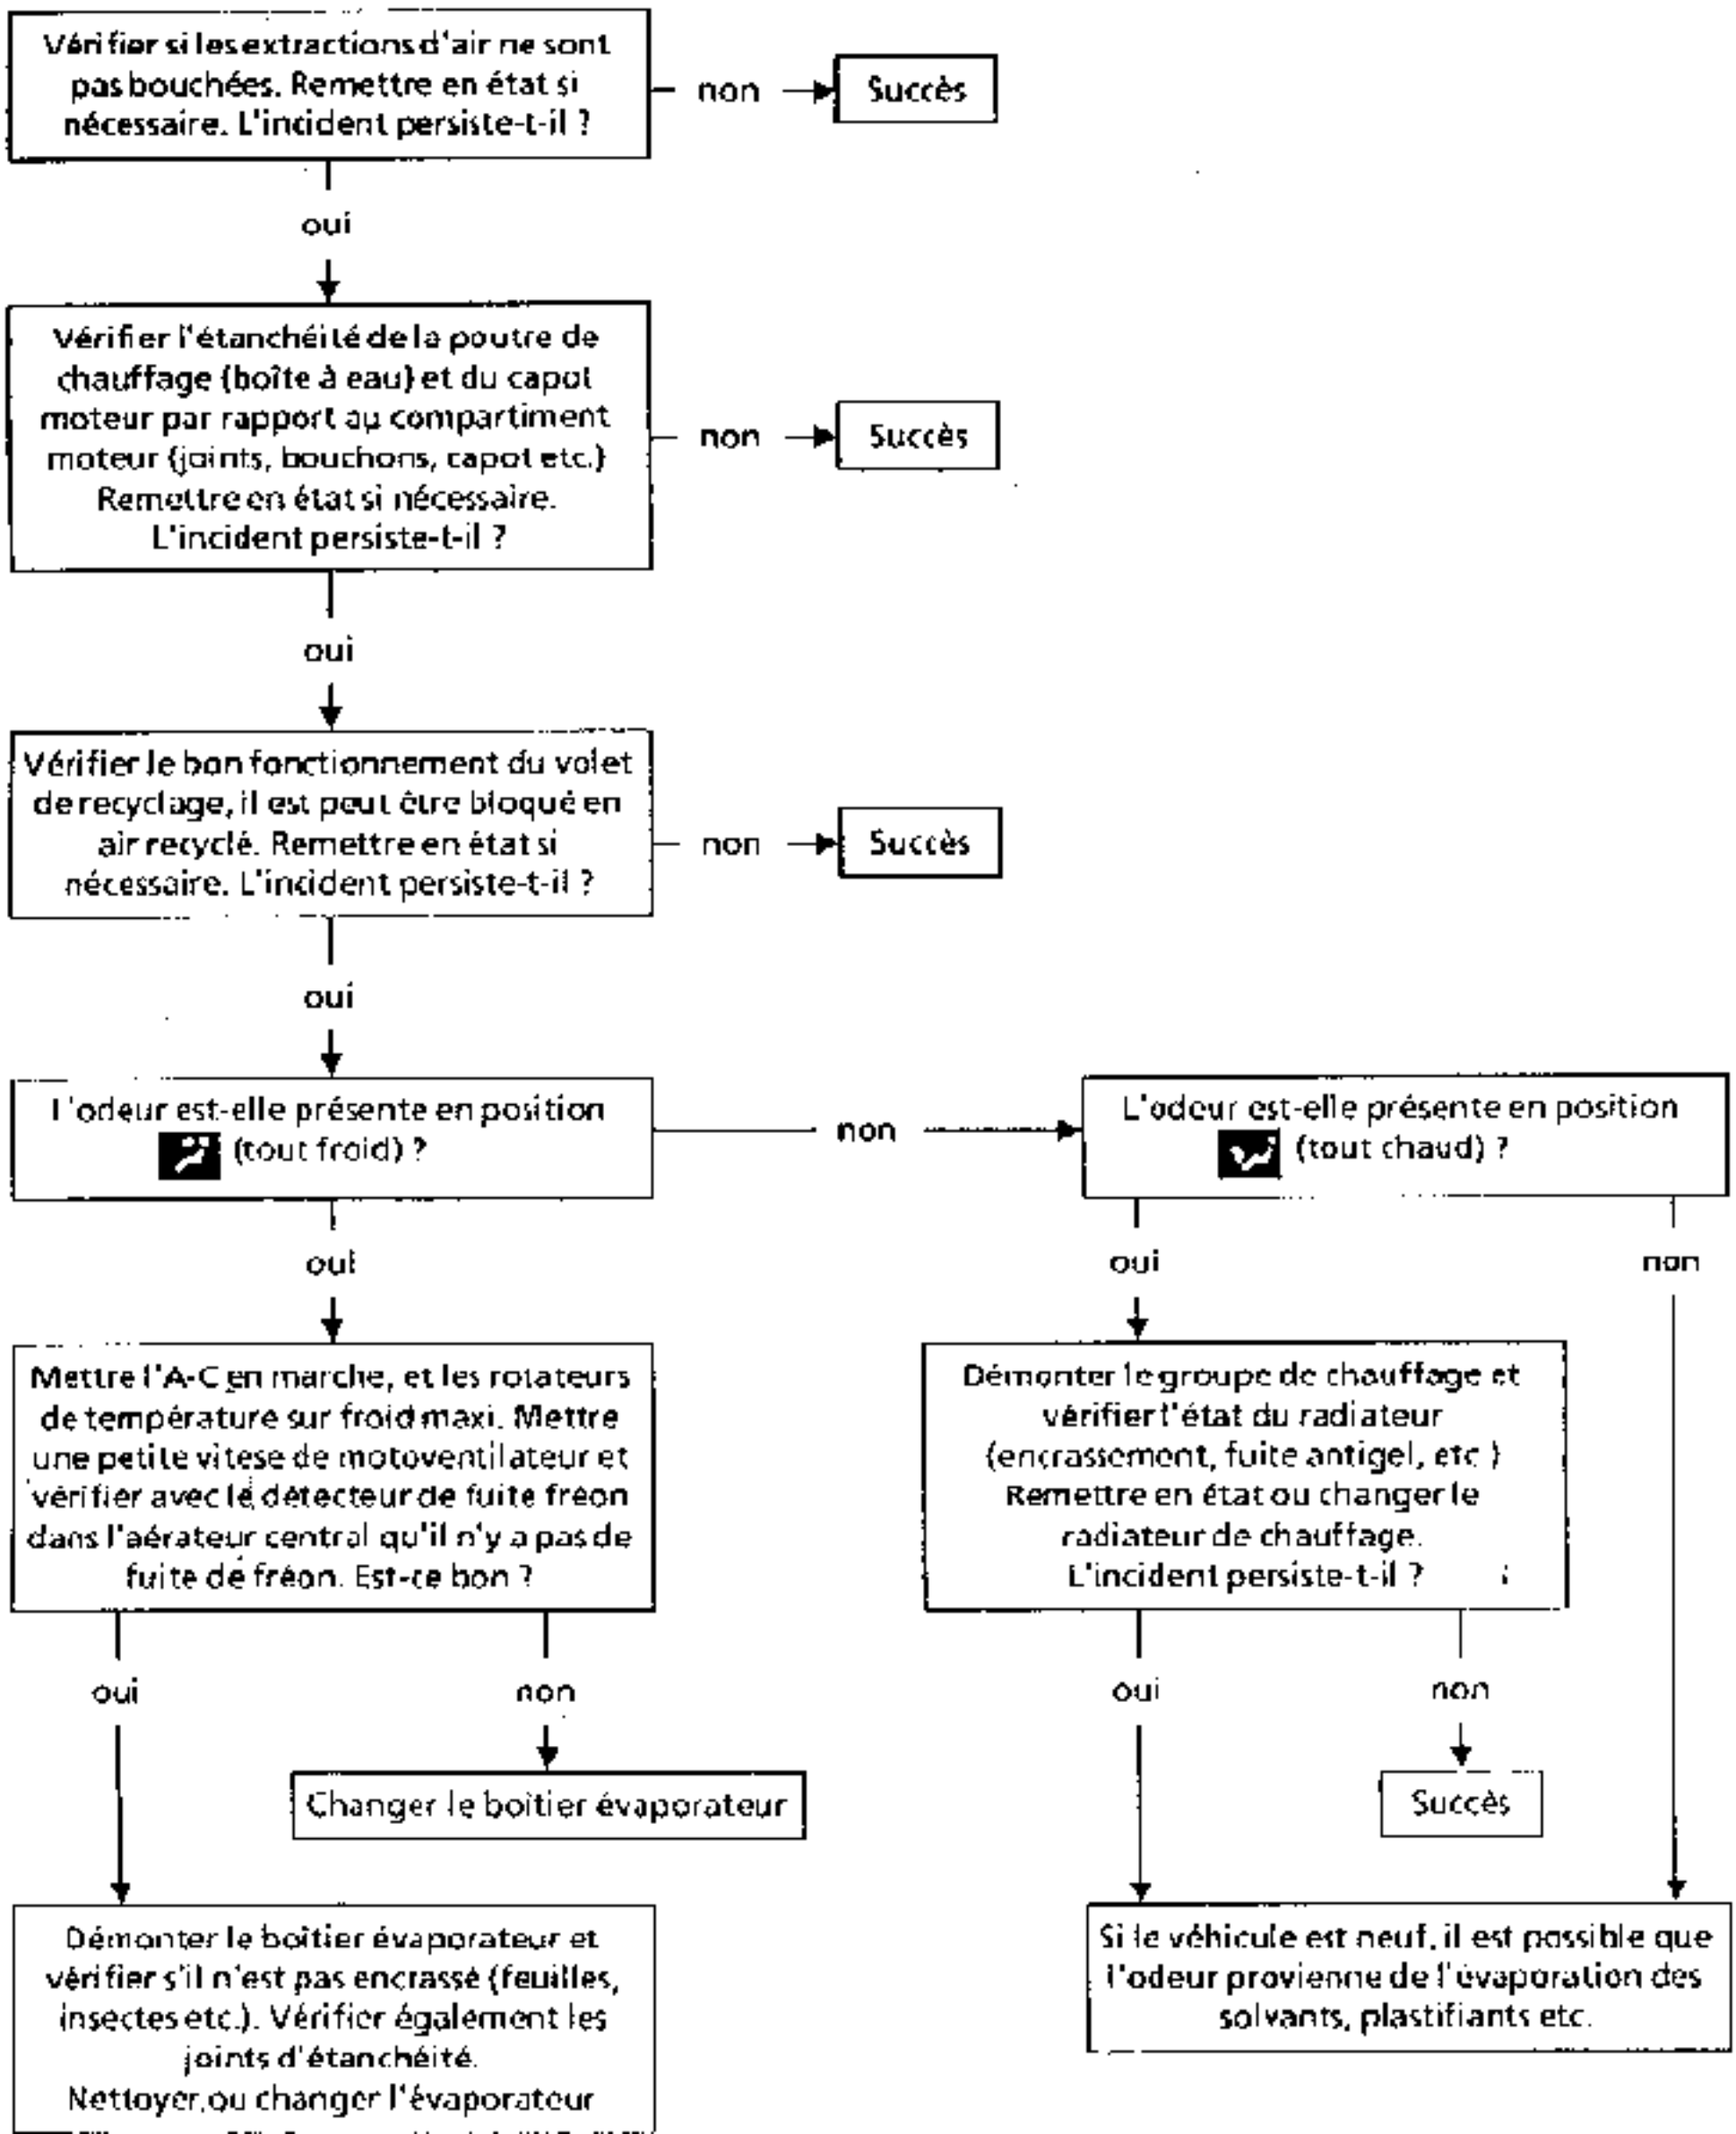 Vérifier si les extractions d'air ne sont
pas bouchées. Remettre en état si
nécessaire. L'incident persiste-t-il ?
non
Succès
oui
Vérifier l'étanchéité de la poutre de
chauffage (boîte à eau) et du capot
moteur par rapport au compartiment
moteur (joints, bouchons, capot etc.)
Remettre en état si nécessaire.
L'incident persiste-t-il ?
non
Succès
oui
Vérifier le bon fonctionnement du volet
de recyclage, il est peut être bloqué en
air recyclé. Remettre en état si
nécessaire. L'incident persiste-t-il ?
non
Succès
oui
L'odeur est-elle présente en position
(tout froid) ?
non
L'odeur est-elle présente en position
(tout chaud) ?
oui
oui
non
Mettre l'A-C en marche, et les rotateurs
de température sur froid maxi. Mettre
une petite vitese de motoventilateur et
vérifier avec le détecteur de fuite fréon
dans l'aérateur central qu'il n'y a pas de
fuite de fréon. Est-ce bon ?
Démonter le groupe de chauffage et
vérifier l'état du radiateur
(encrassement, fuite antigel, etc.)
Remettre en état ou changer le
radiateur de chauffage.
L'incident persiste-t-il ?
oui
non
oui
non
Changer le boîtier évaporateur
Succès
Démonter le boîtier évaporateur et
vérifier s'il n'est pas encrassé (feuilles,
insectes etc.). Vérifier également les
joints d'étanchéité.
Nettoyer, ou changer l'évaporateur
Si le véhicule est neuf, il est possible que
l'odeur provienne de l'évaporation des
solvants, plastifiants etc.